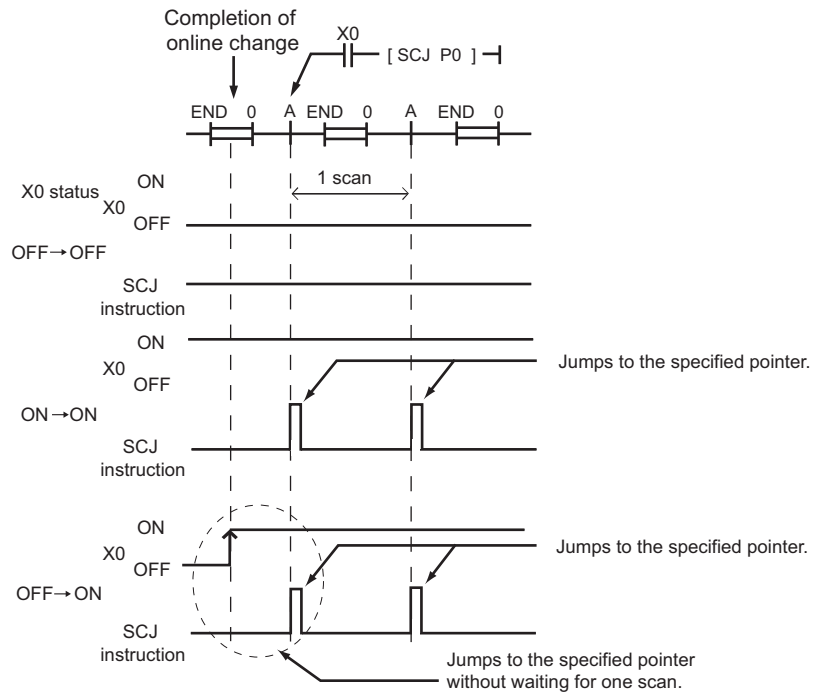 Completion of
online change
X0
[ SCJ P0 ]
END 0 A END 0 A END 0
1 scan
X0 status
ON
X0
OFF
OFF→OFF
SCJ
instruction
ON
X0
OFF
Jumps to the specified pointer.
ON→ON
SCJ
instruction
ON
X0
OFF
Jumps to the specified pointer.
OFF→ON
SCJ
instruction
Jumps to the specified pointer
without waiting for one scan.